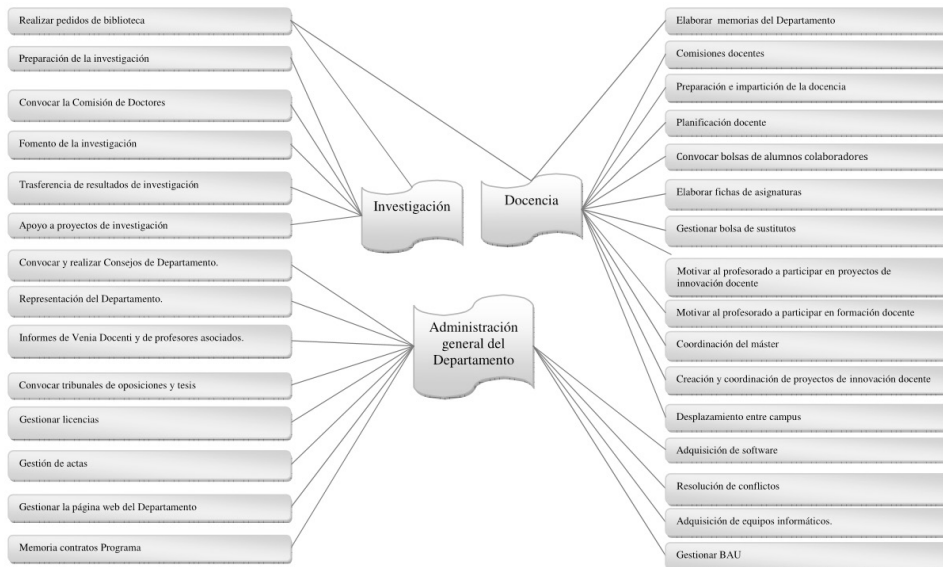 Realizar pedidos de biblioteca
Preparación de la investigación
Convocar la Comisión de Doctores
Fomento de la investigación
Trasferencia de resultados de investigación
Apoyo a proyectos de investigación
Convocar y realizar Consejos de Departamento.
Representación del Departamento.
Informes de Venia Docenti y de profesores asociados.
Convocar tribunales de oposiciones y tesis
Gestionar licencias
Gestión de actas
Gestionar la página web del Departamento
Memoria contratos Programa
Investigación
Docencia
Administración
general del
Departamento
Elaborar memorias del Departamento
Comisiones docentes
Preparación e impartición de la docencia
Planificación docente
Convocar bolsas de alumnos colaboradores
Elaborar fichas de asignaturas
Gestionar bolsa de sustitutos
Motivar al profesorado a participar en proyectos de
innovación docente
Motivar al profesorado a participar en formación docente
Coordinación del máster
Creación y coordinación de proyectos de innovación docente
Desplazamiento entre campus
Adquisición de software
Resolución de conflictos
Adquisición de equipos informáticos.
Gestionar BAU